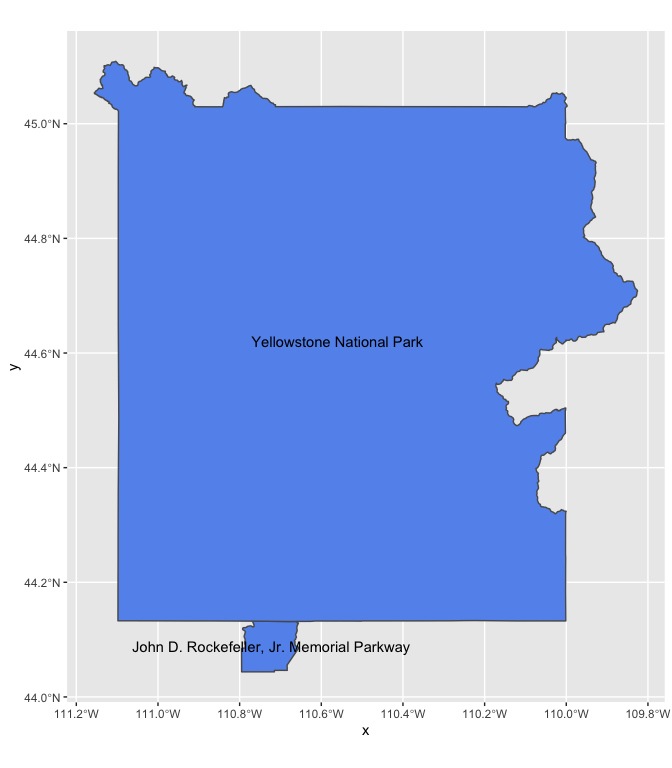 45.0°N
44.8°N
44.6°N
44.4°N
44.2°N
44.0°N
y
Yellowstone National Park
John D. Rockefeller, Jr. Memorial Parkway
111.2°W 111.0°W 110.8°W 110.6°W 110.4°W 110.2°W 110.0°W 109.8°W
x